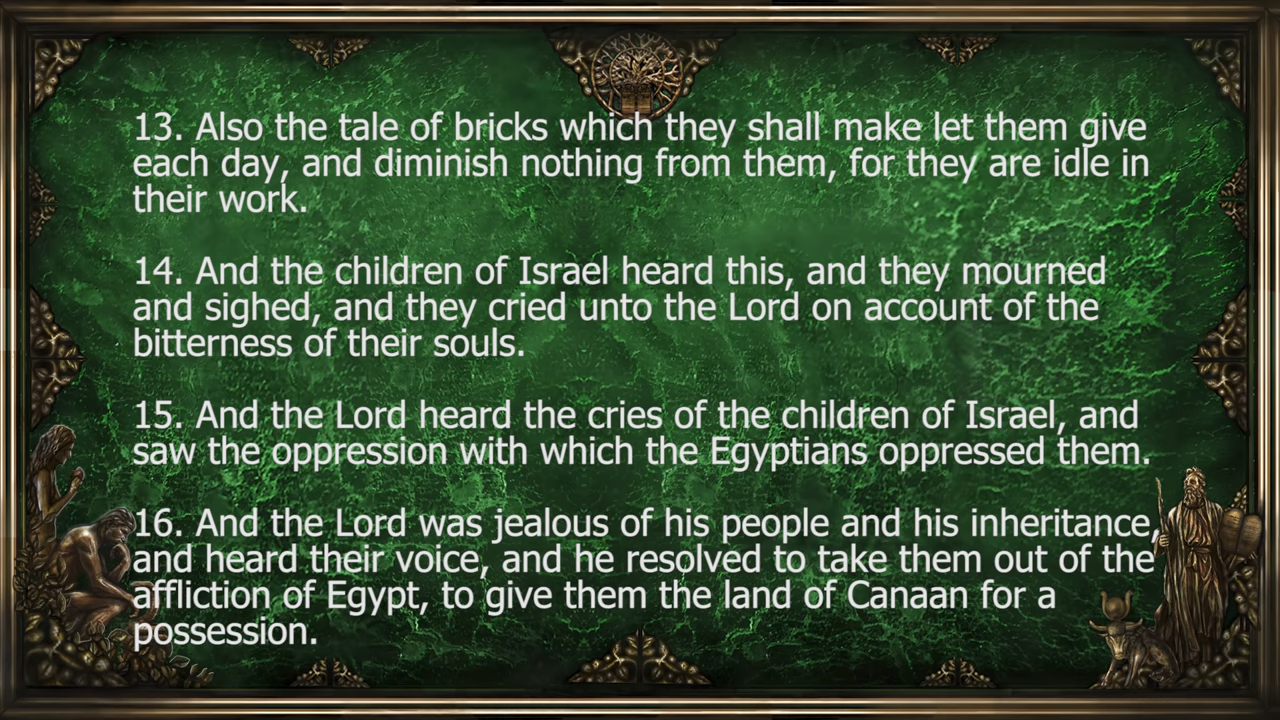 13. Also the tale of bricks which they shall make let them give
each day, and diminish nothing from them, for they are idle in
their work.
14. And the children of Israel heard this, and they mourned
and sighed, and they cried unto the Lord on account of the
bitterness of their souls.
15. And the Lord heard the cries of the children of Israel, and
saw the oppression with which the Egyptians oppressed them.
16. And the Lord was jealous of his people and his inheritance,
and heard their voice, and he resolved to take them out of the
affliction of Egypt, to give them the land of Canaan for a
possession.